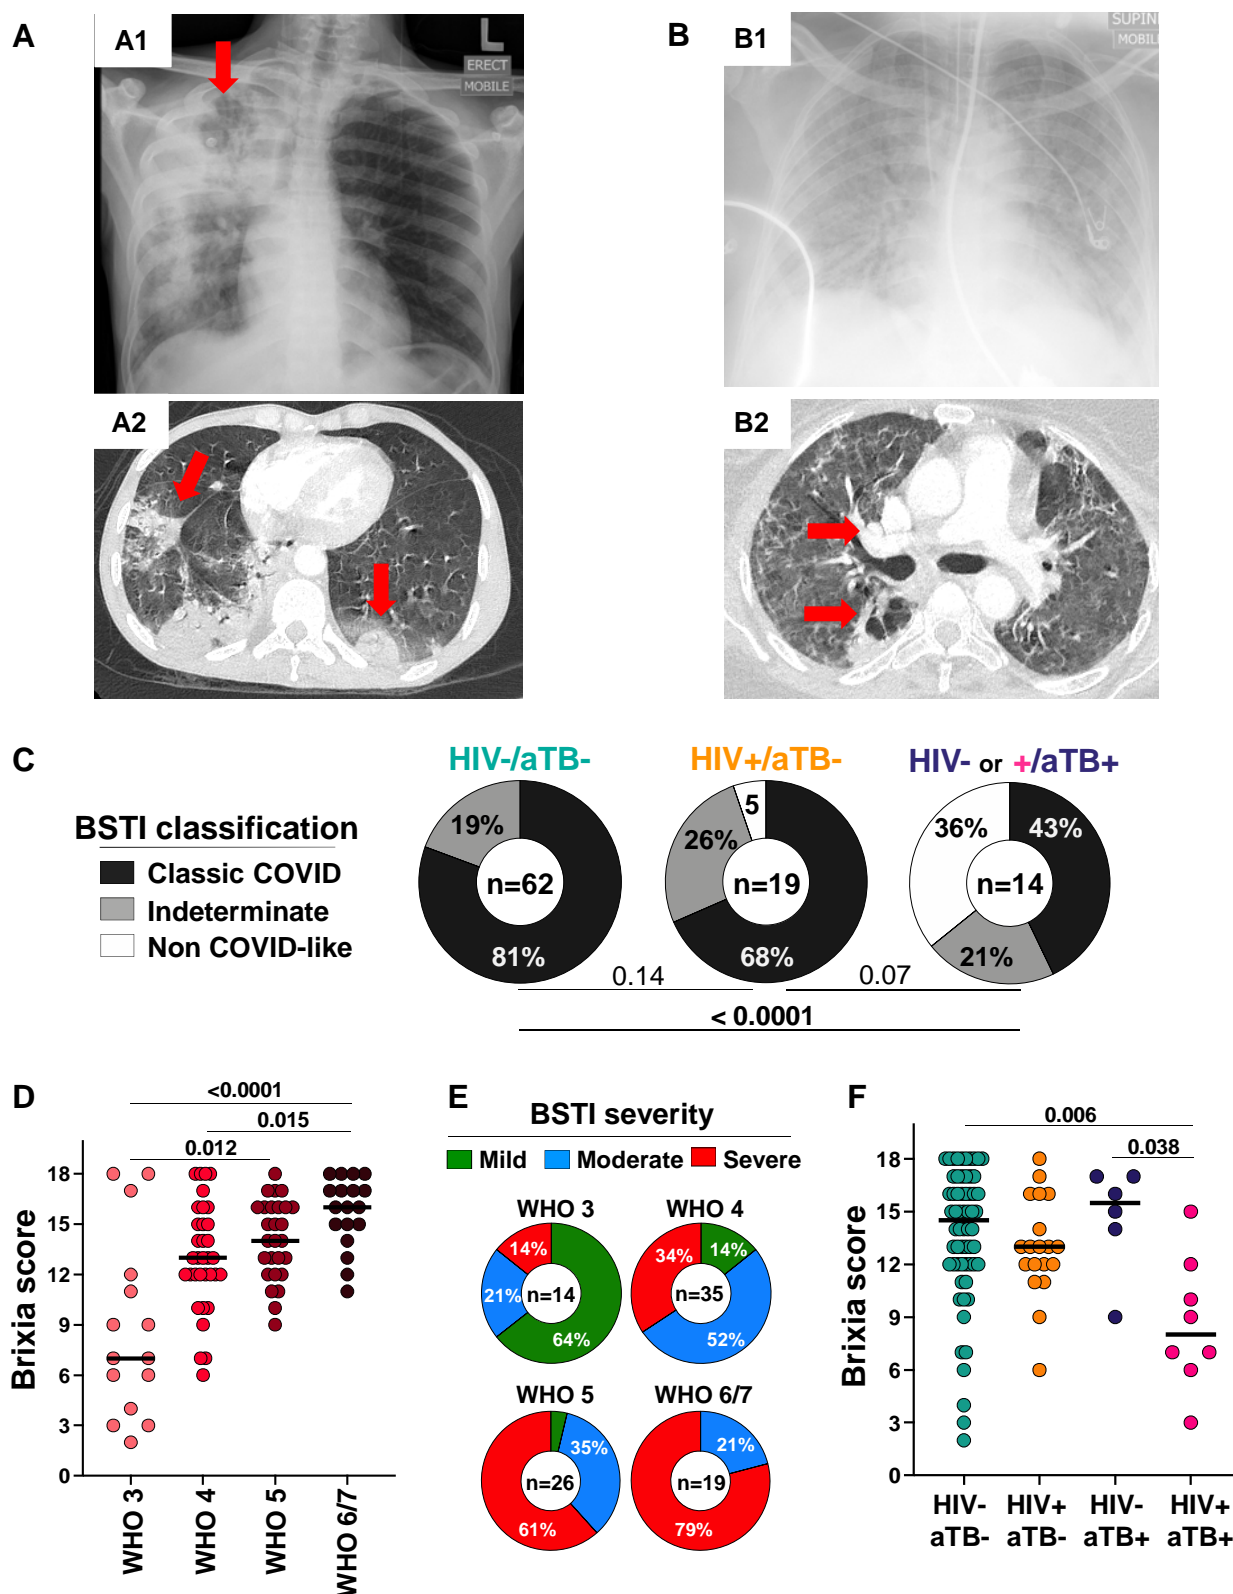 A
A1
L
ERECT
MOBILE
B
B1
SUPIN
MOBIL
A2
B2
C
HIV-/aTB-
HIV+/aTB-
HIV- or +/aTB+
BSTI classification
Classic COVID
Indeterminate
Non COVID-like
19%
n=62
81%
5
26%
n=19
68%
36%
43%
n=14
21%
0.14
0.07
< 0.0001
D
<0.0001
0.015
0.012
Brixia score
18
15
12
9
6
3
0
WHO 3
WHO 4
WHO 5
WHO 6/7
E
BSTI severity
Mild
Moderate
Severe
WHO 3
14%
21%
n=14
64%
WHO 4
34%
14%
n=35
52%
WHO 5
35%
n=26
61%
WHO 6/7
21%
n=19
79%
F
0.006
0.038
Brixia score
18
15
12
9
6
3
0
HIV- HIV+ HIV- HIV+
aTB- aTB- aTB+ aTB+